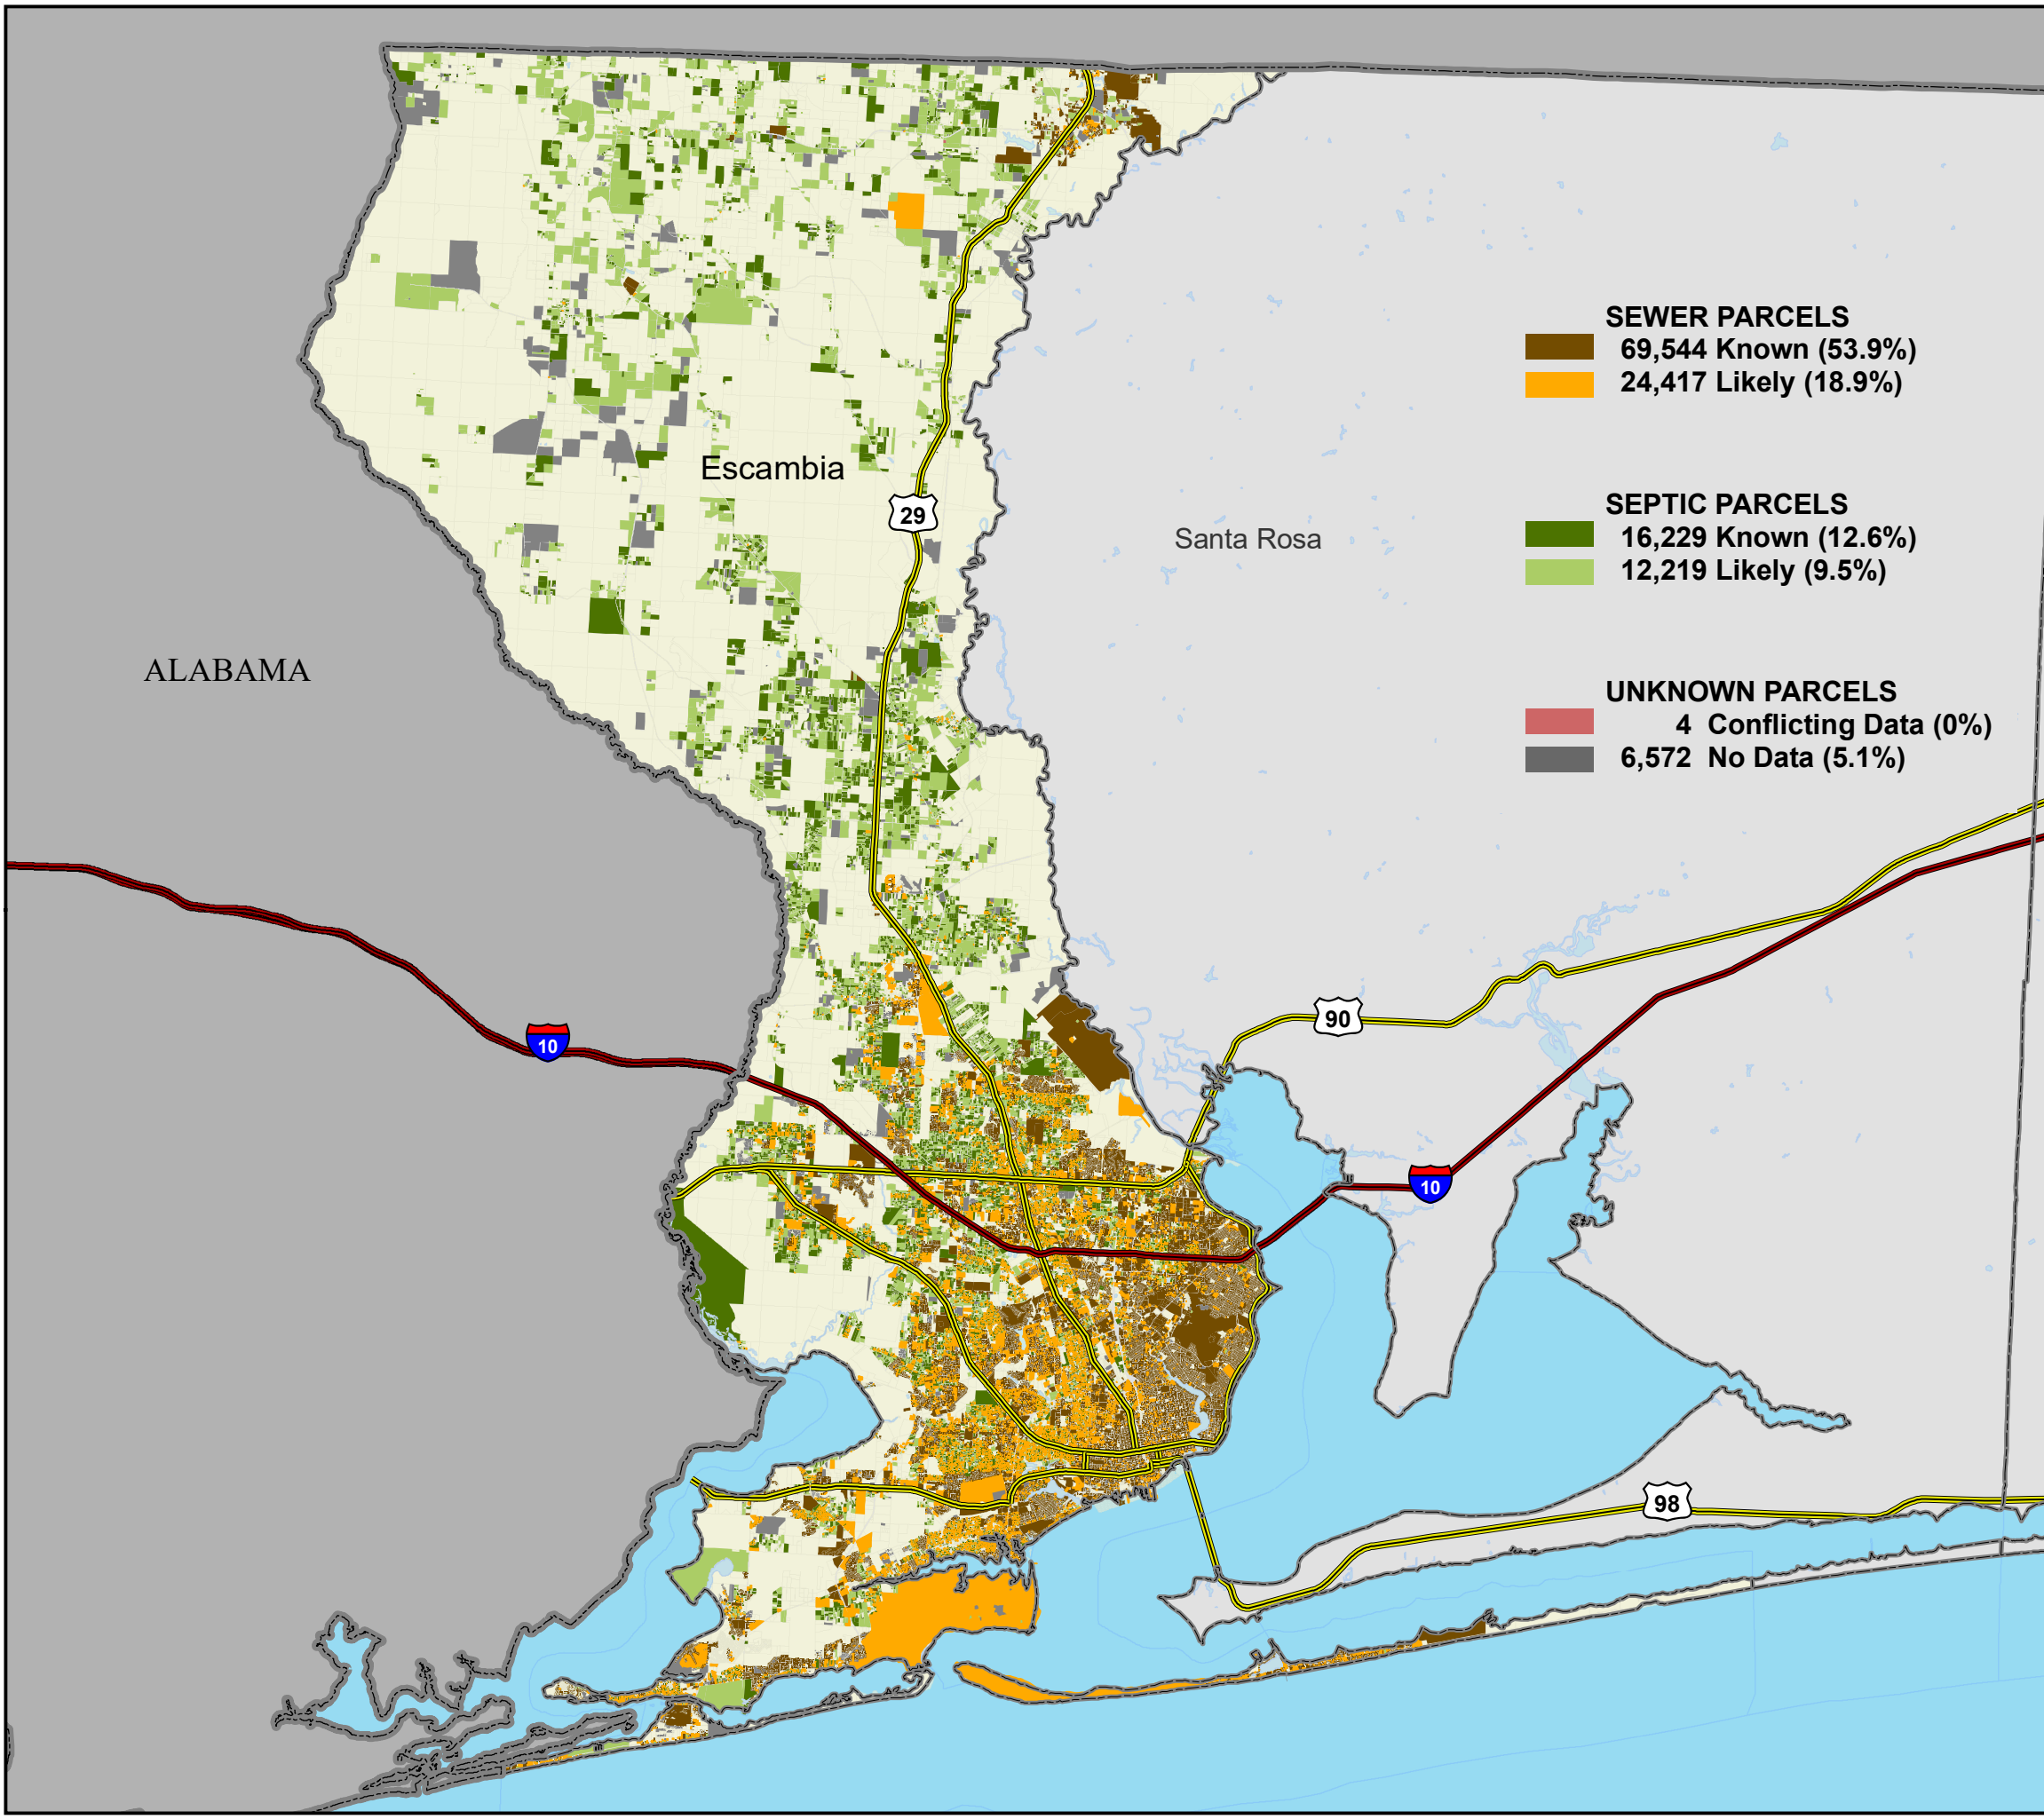 SEWER PARCELS
69,544 Known (53.9%)
24,417 Likely (18.9%)
Escambia
29
SEPTIC PARCELS
16,229 Known (12.6%)
12,219 Likely (9.5%)
Santa Rosa
ALABAMA
UNKNOWN PARCELS
4 Conflicting Data (0%)
6,572 No Data (5.1%)
90
10
10
98